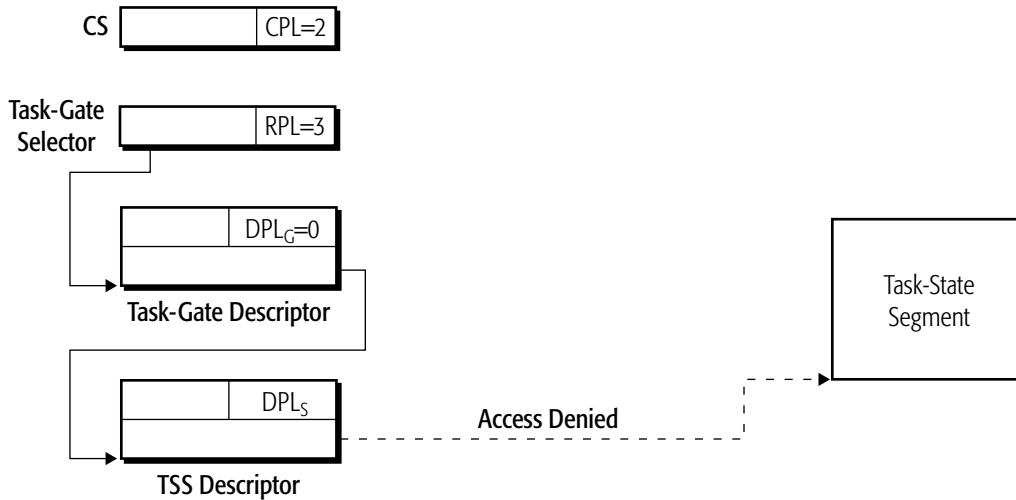 CS
CPL=2
Task-Gate
Selector
RPL=3
DPLG=0
Task-Gate Descriptor
Task-State
Segment
DPLS
Access Denied
TSS Descriptor